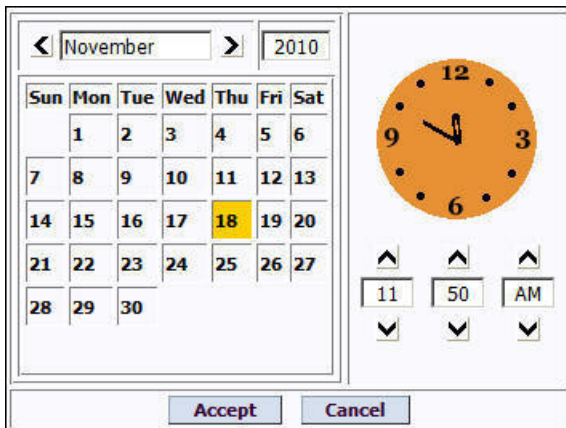 November 2010
Sun Mon Tue Wed Thu Fri Sat
1 2 3 4 5 6
7 8 9 10 11 12 13
14 15 16 17 18 19 20
21 22 23 24 25 26 27
28 29 30
12
9 3
6
11 50 AM
Accept Cancel